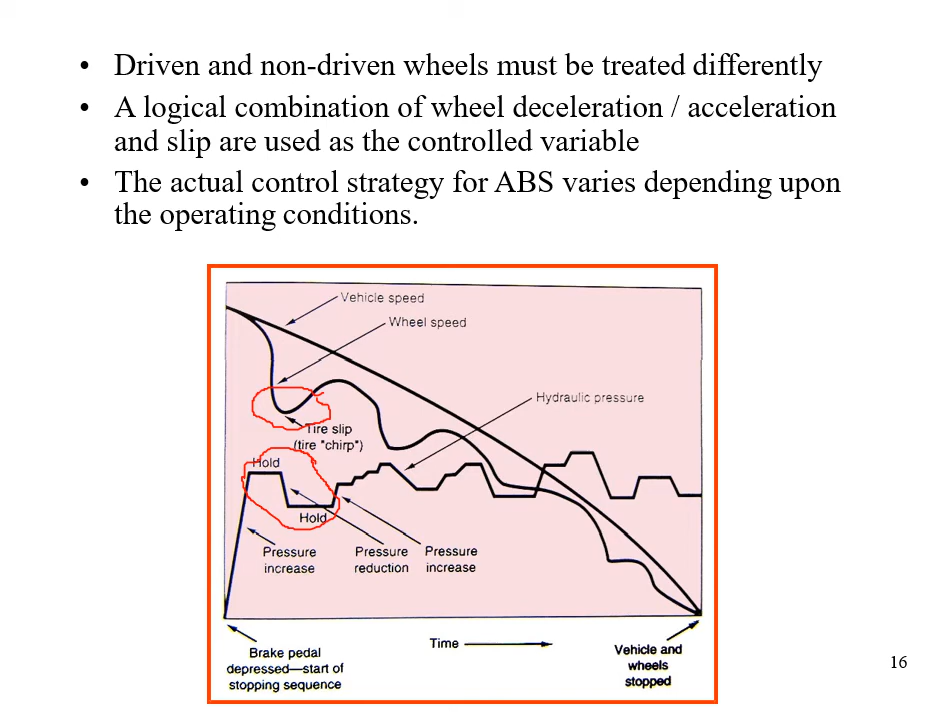 • Driven and non-driven wheels must be treated differently
• A logical combination of wheel deceleration / acceleration
and slip are used as the controlled variable
• The actual control strategy for ABS varies depending upon
the operating conditions.
Vehicle speed
Wheel speed
Hydraulic pressure
Tire slip
(tire "chirp")
Hold
Hold
Pressure
increase
Pressure
reduction
Pressure
increase
Brake pedal
depressed—start of
stopping sequence
Time
Vehicle and
wheels
stopped
16